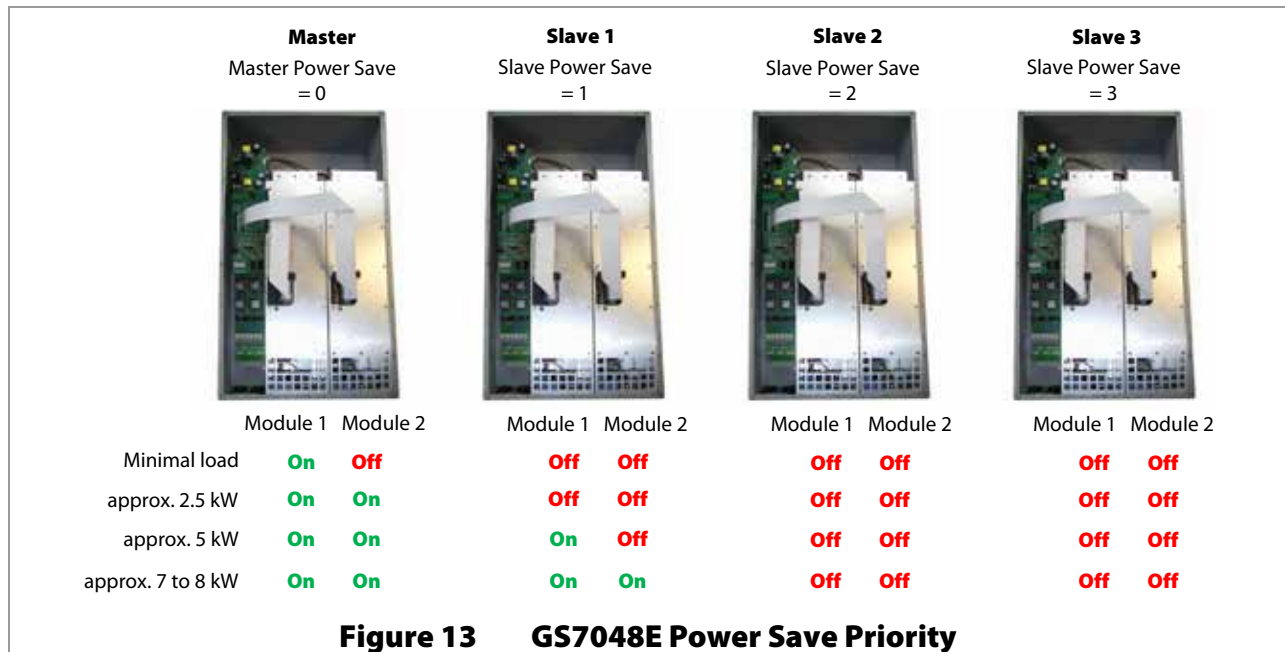 Master Slave 1 Slave 2 Slave 3
Master Power Save Slave Power Save Slave Power Save Slave Power Save
= 0 = 1 = 2 = 3
Module 1 Module 2 Module 1 Module 2 Module 1 Module 2 Module 1 Module 2
Minimal load On Off Off Off Off Off Off Off
approx. 2.5 kW On On Off Off Off Off Off Off
approx. 5 kW On On On Off Off Off Off Off
approx. 7 to 8 kW On On On On Off Off Off Off
Figure 13 GS7048E Power Save Priority